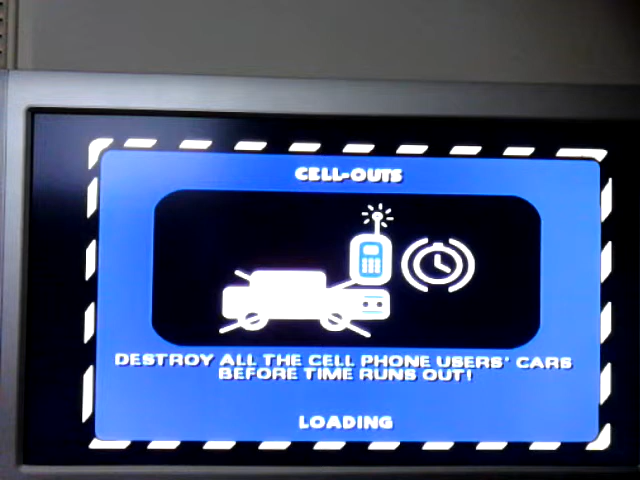 CELL-OUTS
DESTROY ALL THE CELL PHONE USERS' CARS
BEFORE TIME RUNS OUT!
LOADING